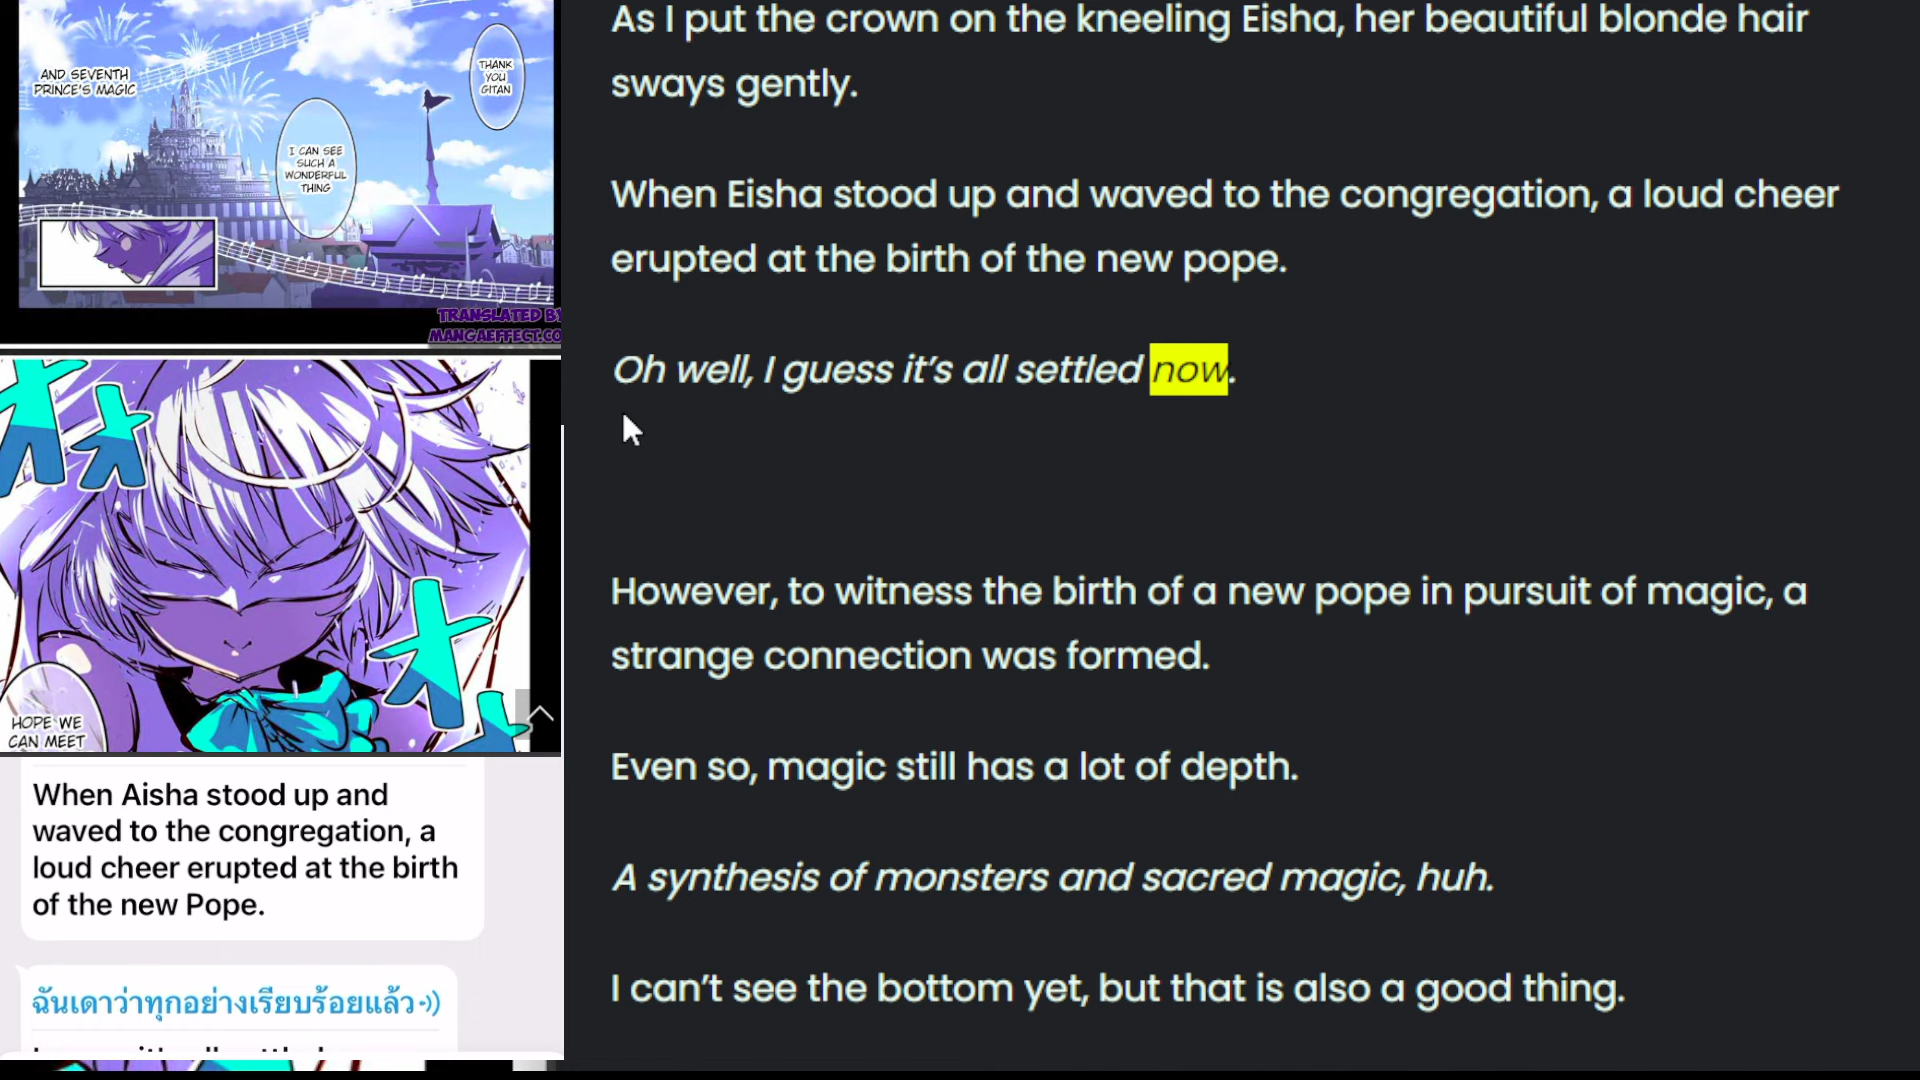 AND SEVENTH
PRINCE'S MAGIC
THANK
YOU
GITAN
I CAN SEE
SUCH A
WONDERFUL
THING
TRANSLATED BY
MANGAEFFECT.CO
HOPE WE
CAN MEET
When Aisha stood up and
waved to the congregation, a
loud cheer erupted at the birth
of the new Pope.
ฉันเดาว่าทุกอย่างเรียบร้อยแล้ว
As I put the crown on the kneeling Eisha, her beautiful blonde hair
sways gently.
When Eisha stood up and waved to the congregation, a loud cheer
erupted at the birth of the new pope.
Oh well, I guess it’s all settled now.
However, to witness the birth of a new pope in pursuit of magic, a
strange connection was formed.
Even so, magic still has a lot of depth.
A synthesis of monsters and sacred magic, huh.
I can’t see the bottom yet, but that is also a good thing.